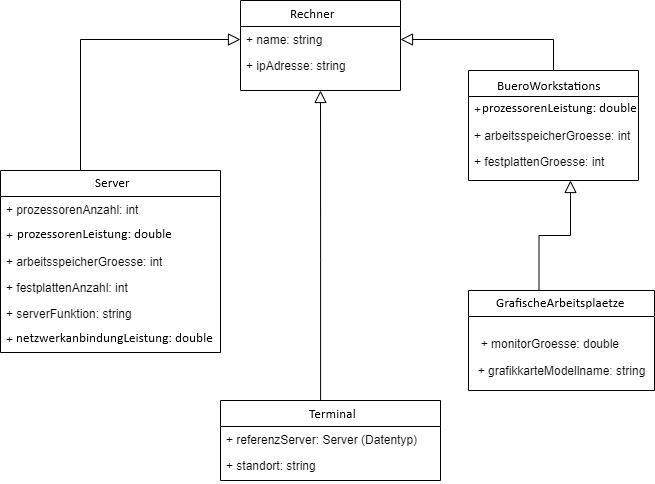 Rechner
+ name: string
+ ipAdresse: string
BueroWorkstations
+prozessorenLeistung: double
+ arbeitsspeicherGroesse: int
+ festplattenGroesse: int
Server
+ prozessorenAnzahl: int
+ prozessorenLeistung: double
+ arbeitsspeicherGroesse: int
+ festplattenAnzahl: int
+ serverFunktion: string
+ netzwerkanbindungLeistung: double
GrafischeArbeitsplaetze
+ monitorGroesse: double
+ grafikkarteModellname: string
Terminal
+ referenzServer: Server (Datentyp)
+ standort: string